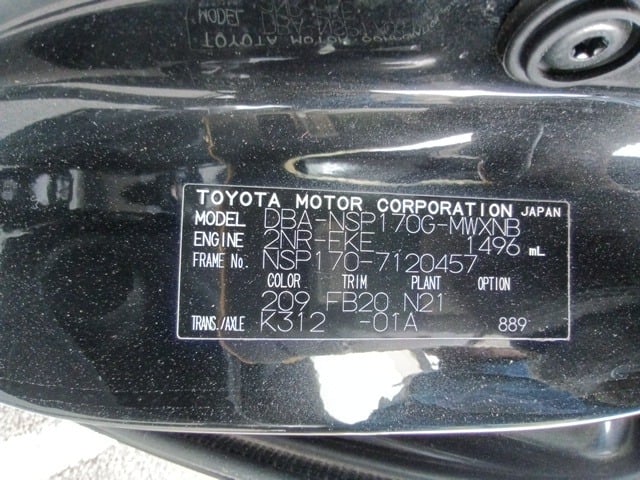 TOYOTA MOTOR CORPORATION JAPAN
MODEL DBA-NSP170G-MWXNB
ENGINE 2NR-FKE 1496 mL
FRAME No. NSP170-7120457
COLOR TRIM PLANT OPTION
209 FB20 N21
TRANS./AXLE K312 -01A 889